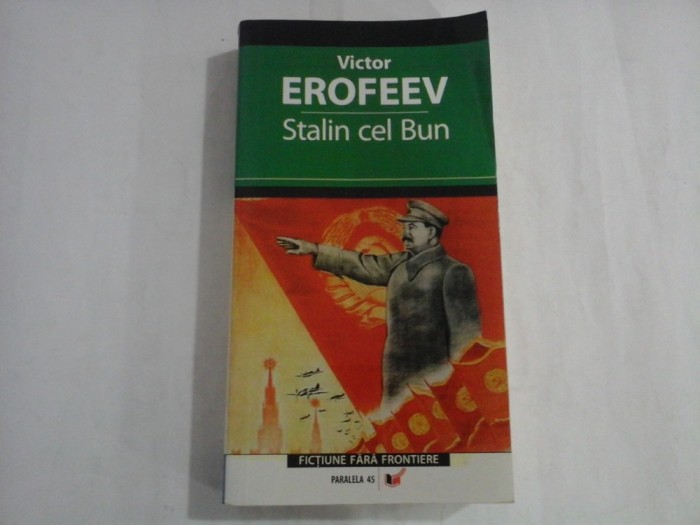 Victor
EROFEEV
Stalin cel Bun
FICȚIUNE FĂRĂ FRONTIERE
PARALELA 45